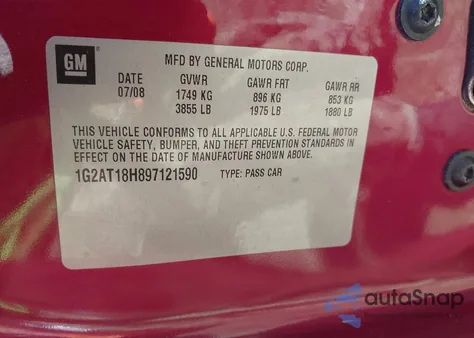 GM
MFD BY GENERAL MOTORS CORP.
DATE GVWR GAWR FRT GAWR RR
07/08 1749 KG 896 KG 853 KG
3855 LB 1975 LB 1880 LB
THIS VEHICLE CONFORMS TO ALL APPLICABLE U.S. FEDERAL MOTOR
VEHICLE SAFETY, BUMPER, AND THEFT PREVENTION STANDARDS
IN EFFECT ON THE DATE OF MANUFACTURE SHOWN ABOVE.
1G2AT18H897121590 TYPE: PASS CAR
autoSnap